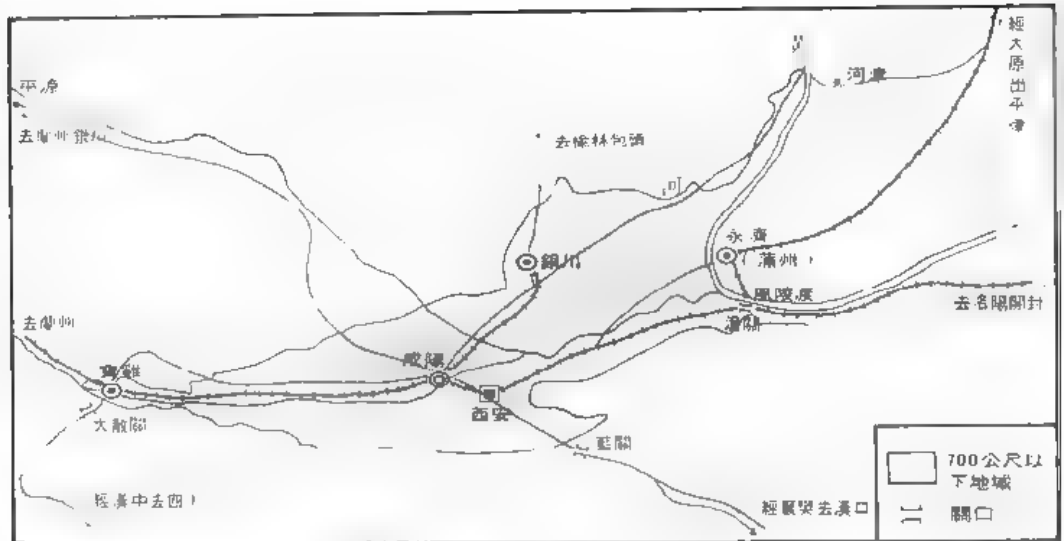 經太原出平津
河津
平涼
去蘭州銀川
去榆林包頭
永濟
(蒲州)
銅川
風陵渡
潼關
去洛陽開封
去蘭州
寶雞
咸陽
西安
大散關
藍關
經漢中去四川
經襄樊去漢口
700公尺以
下地域
關口